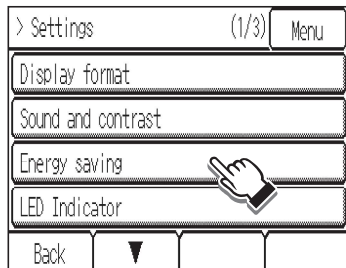 > Settings (1/3) Menu
Display format
Sound and contrast
Energy saving
LED Indicator
Back ▼